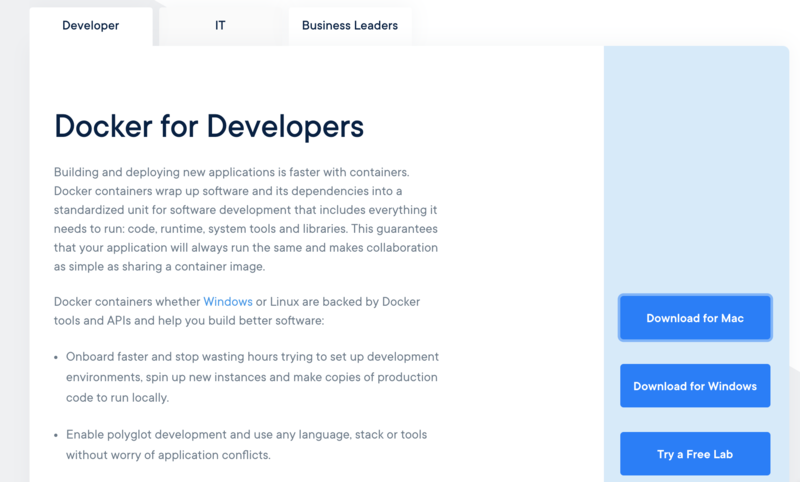 Developer
IT
Business Leaders
Docker for Developers
Building and deploying new applications is faster with containers.
Docker containers wrap up software and its dependencies into a
standardized unit for software development that includes everything it
needs to run: code, runtime, system tools and libraries. This guarantees
that your application will always run the same and makes collaboration
as simple as sharing a container image.
Docker containers whether Windows or Linux are backed by Docker
tools and APIs and help you build better software:
• Onboard faster and stop wasting hours trying to set up development
environments, spin up new instances and make copies of production
code to run locally.
• Enable polyglot development and use any language, stack or tools
without worry of application conflicts.
Download for Mac
Download for Windows
Try a Free Lab